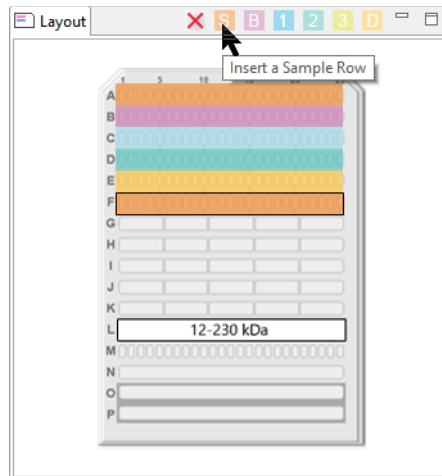 Layout
S B 1 2 3 D
Insert a Sample Row
1 5 10
A
B
C
D
E
F
G
H
I
J
K
L 12-230 kDa
M
N
O
P